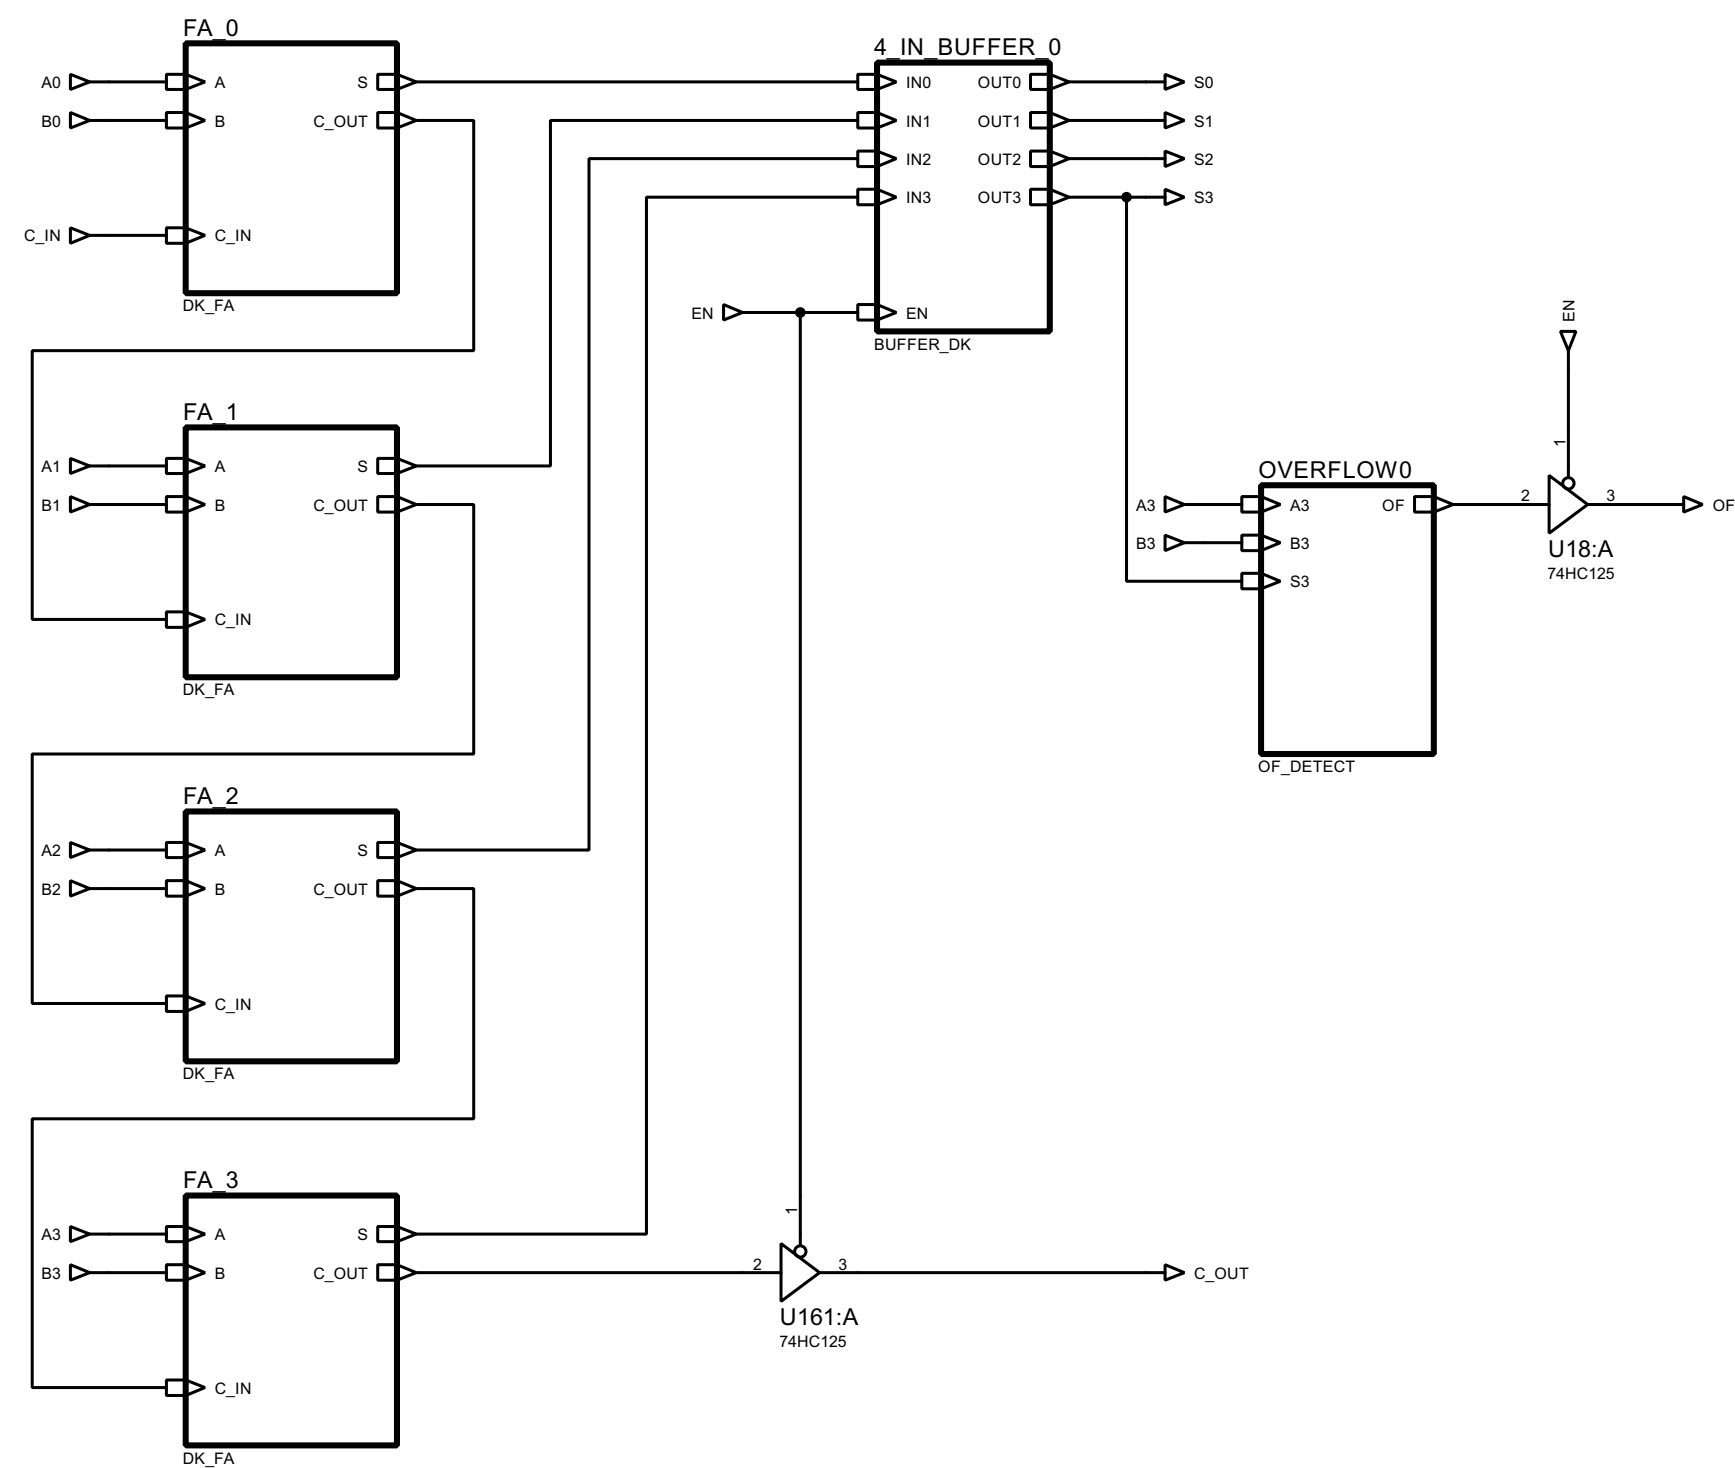 FA_0
A0 A S
B0 B C_OUT
C_IN C_IN
DK_FA
4_IN_BUFFER_0
IN0 OUT0 S0
IN1 OUT1 S1
IN2 OUT2 S2
IN3 OUT3 S3
EN EN
BUFFER_DK
FA_1
A1 A S
B1 B C_OUT
C_IN
DK_FA
EN
1
OVERFLOW0
A3 A3 OF 2 3 OF
B3 B3
S3
U18:A
74HC125
OF_DETECT
FA_2
A2 A S
B2 B C_OUT
C_IN
DK_FA
FA_3
A3 A S
1
B3 B C_OUT 2 3 C_OUT
U161:A
74HC125
C_IN
DK_FA